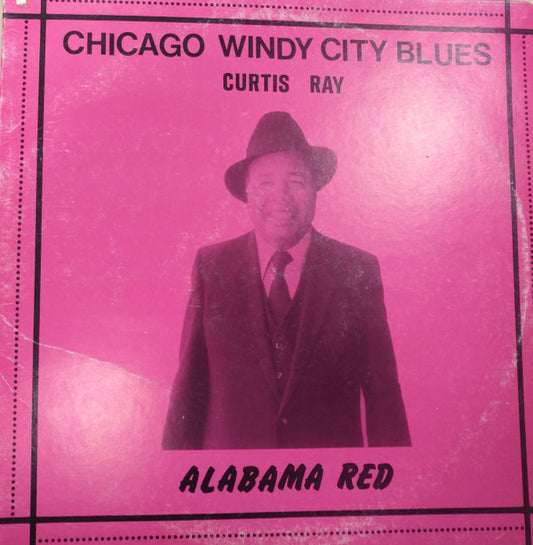 CHICAGO WINDY CITY BLUES
CURTIS RAY
ALABAMA RED